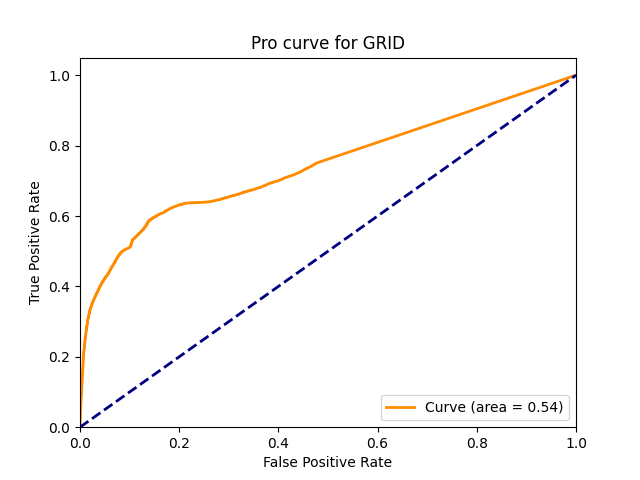 Pro curve for GRID
True Positive Rate
1.0
0.8
0.6
0.4
0.2
0.0
0.0 0.2 0.4 0.6 0.8 1.0
False Positive Rate
Curve (area = 0.54)